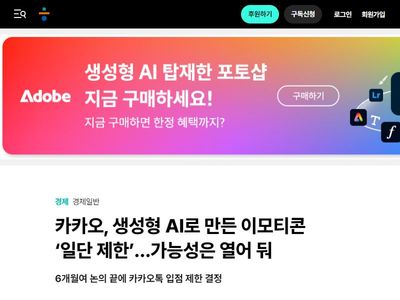 후원하기 구독신청 로그인 회원가입
생성형 AI 탑재한 포토샵
지금 구매하세요!
Adobe
구매하기
지금 구매하면 한정 혜택까지?
Lr
T
f
경제 경제일반
카카오, 생성형 AI로 만든 이모티콘
‘일단 제한’…가능성은 열어 둬
6개월여 논의 끝에 카카오톡 입점 제한 결정